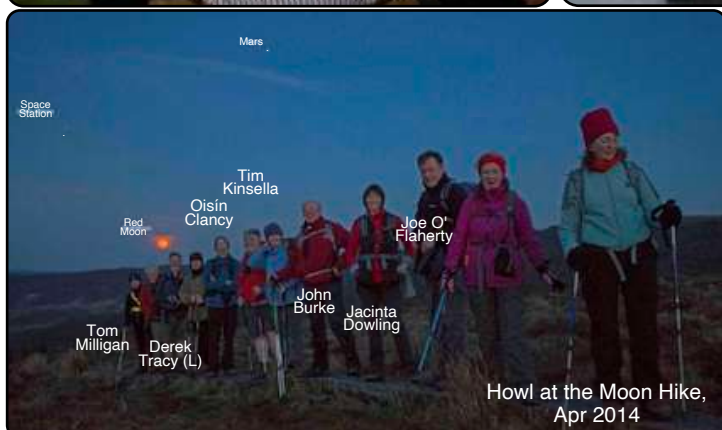 Mars
Space
Station
Tim
Kinsella
Oisín
Clancy
Red
Moon
Joe O'
Flaherty
John
Burke
Jacinta
Dowling
Tom
Milligan
Derek
Tracy (L)
Howl at the Moon Hike,
Apr 2014